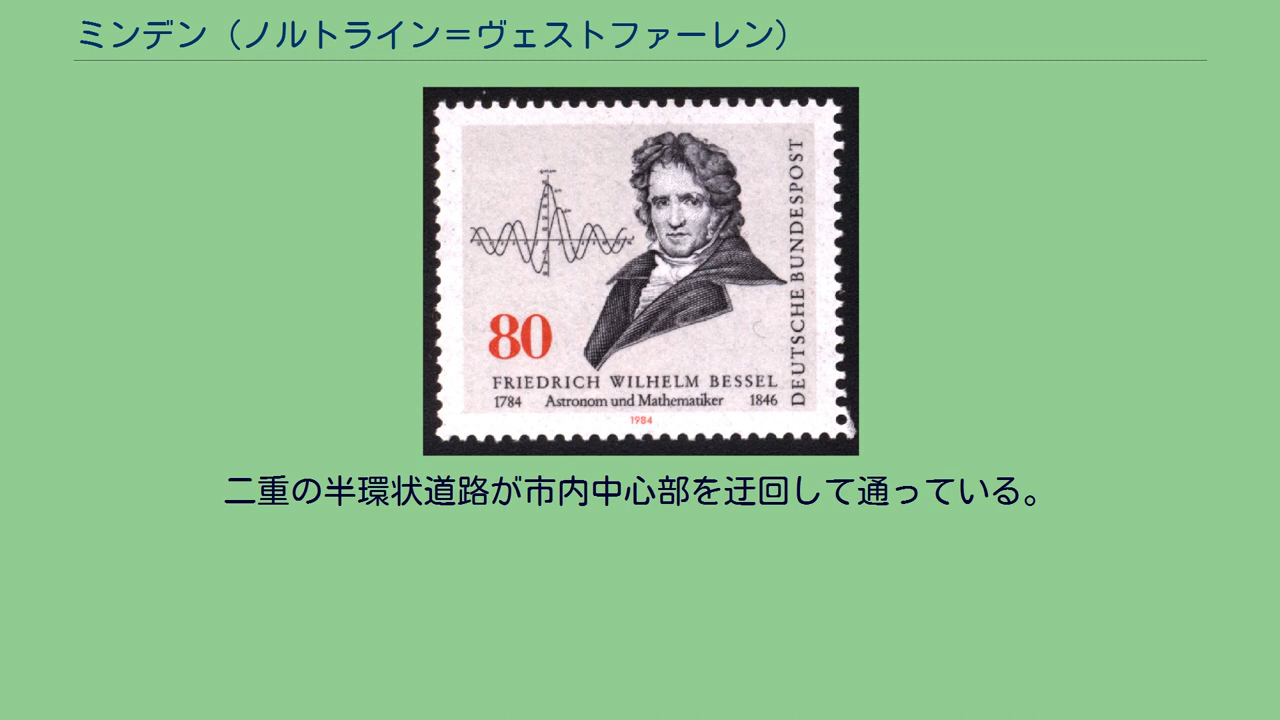 ミンデン（ノルトライン＝ヴェストファーレン）
DEUTSCHE BUNDESPOST
80
FRIEDRICH WILHELM BESSEL
1784 Astronom und Mathematiker 1846
1984
二重の半環状道路が市内中心部を迂回して通っている。